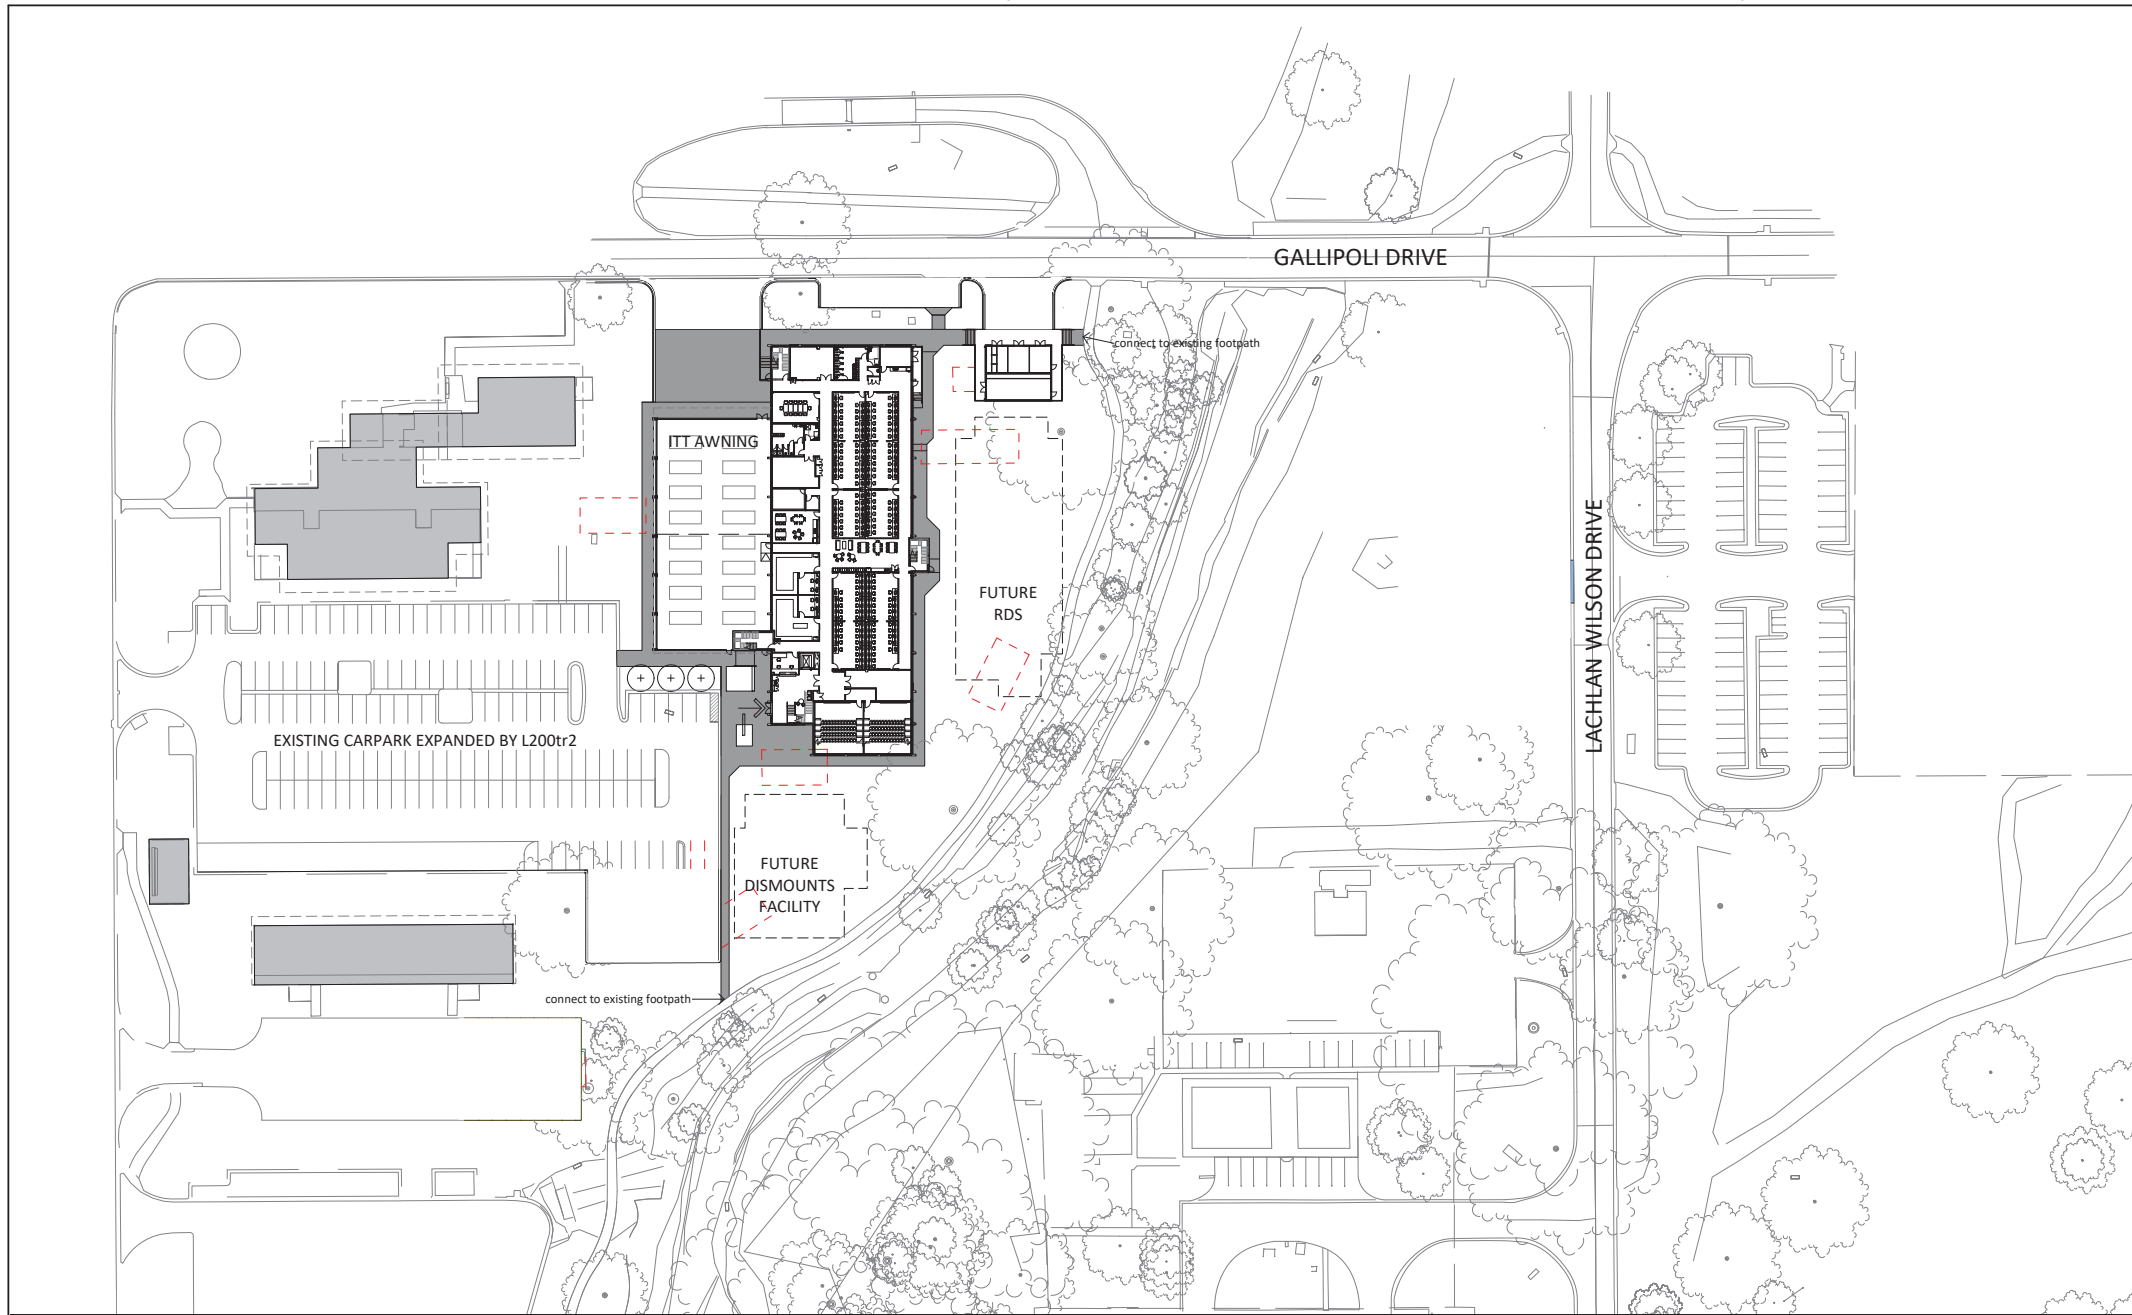 GALLIPOLI DRIVE
connect to existing footpath
ITT AWNING
FUTURE
RDS
LACHLAN WILSON DRIVE
EXISTING CARPARK EXPANDED BY L200tr2
FUTURE
DISMOUNTS
FACILITY
connect to existing footpath